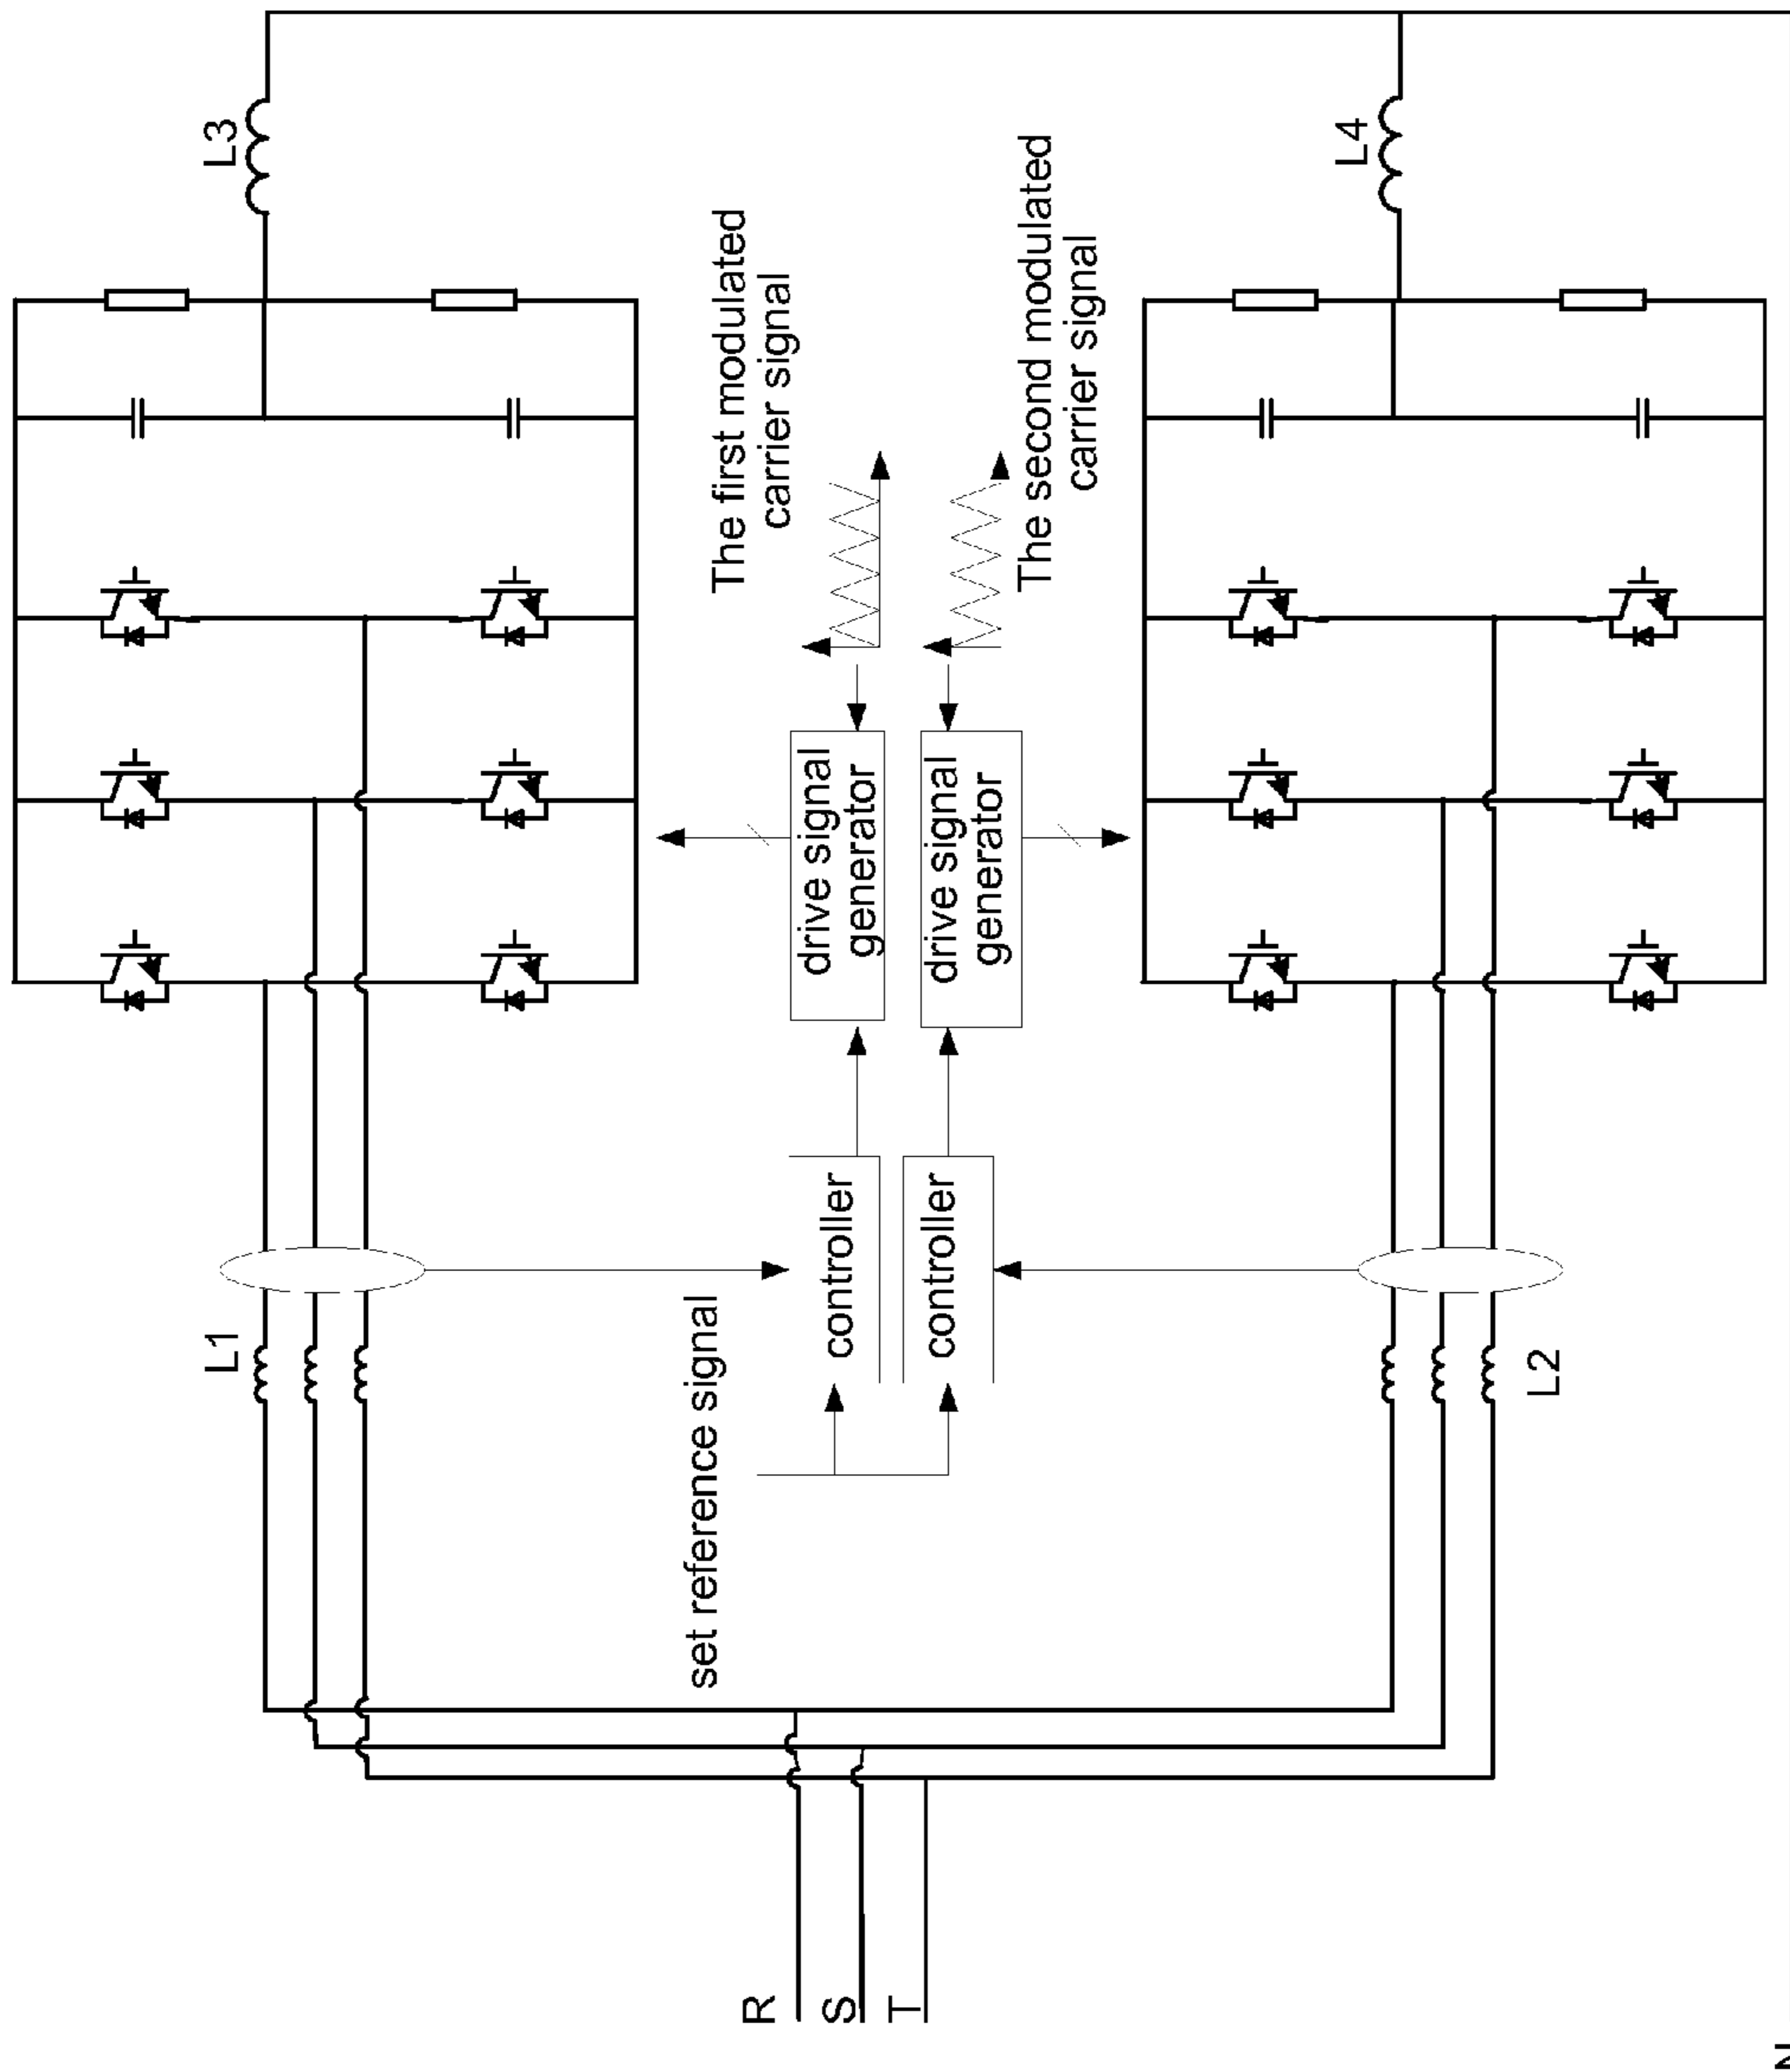 L3
L4
The first modulated
carrier signal
The second modulated
carrier signal
drive signal
generator
drive signal
generator
controller
controller
L1
L2
set reference signal
R
S
T
N